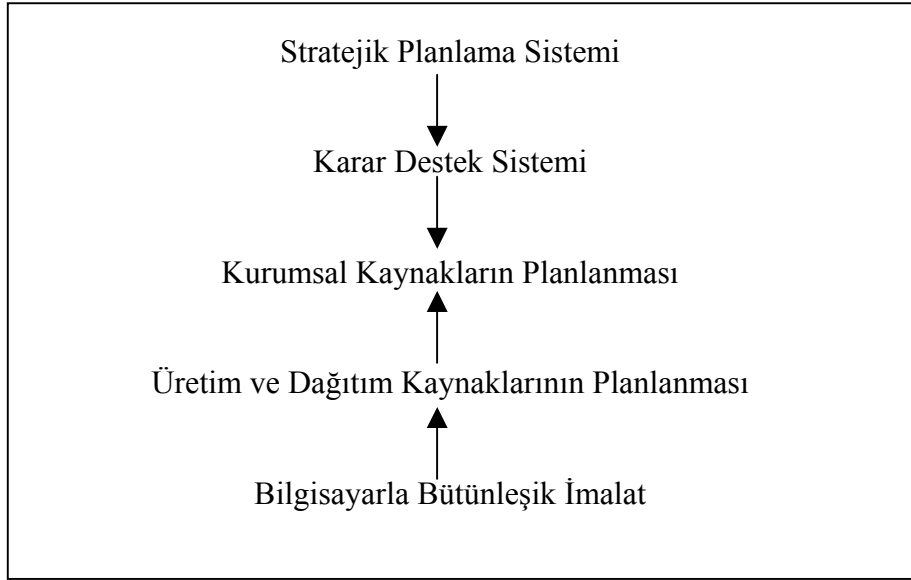 Stratejik Planlama Sistemi
Karar Destek Sistemi
Kurumsal Kaynakların Planlanması
Üretim ve Dağıtım Kaynaklarının Planlanması
Bilgisayarla Bütünleşik İmalat